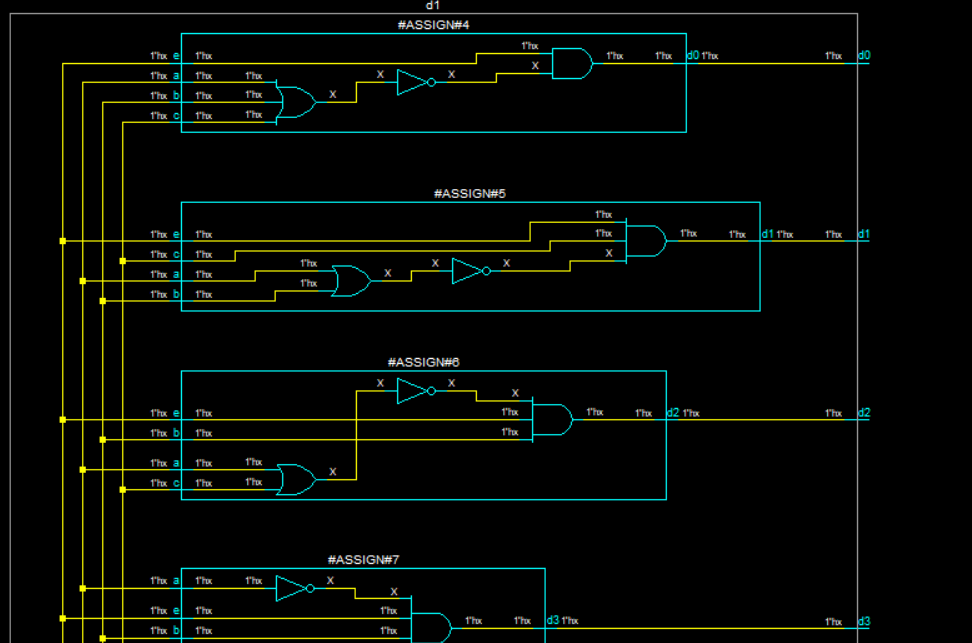 d1
#ASSIGN#4
1'hx
1'hx e 1'hx 1'hx 1'hx d0 1'hx 1'hx d0
1'hx a 1'hx 1'hx X X X
1'hx b 1'hx 1'hx X
1'hx c 1'hx 1'hx
#ASSIGN#5
1'hx
1'hx e 1'hx 1'hx 1'hx 1'hx d1 1'hx 1'hx d1
1'hx c 1'hx X
1'hx a 1'hx 1'hx X X X
1'hx b 1'hx 1'hx
#ASSIGN#6
X X X
1'hx e 1'hx 1'hx 1'hx 1'hx d2 1'hx 1'hx d2
1'hx b 1'hx 1'hx
1'hx a 1'hx 1'hx X
1'hx c 1'hx 1'hx
#ASSIGN#7
1'hx a 1'hx 1'hx X X
1'hx e 1'hx 1'hx 1'hx 1'hx d3 1'hx 1'hx d3
1'hx b 1'hx 1'hx